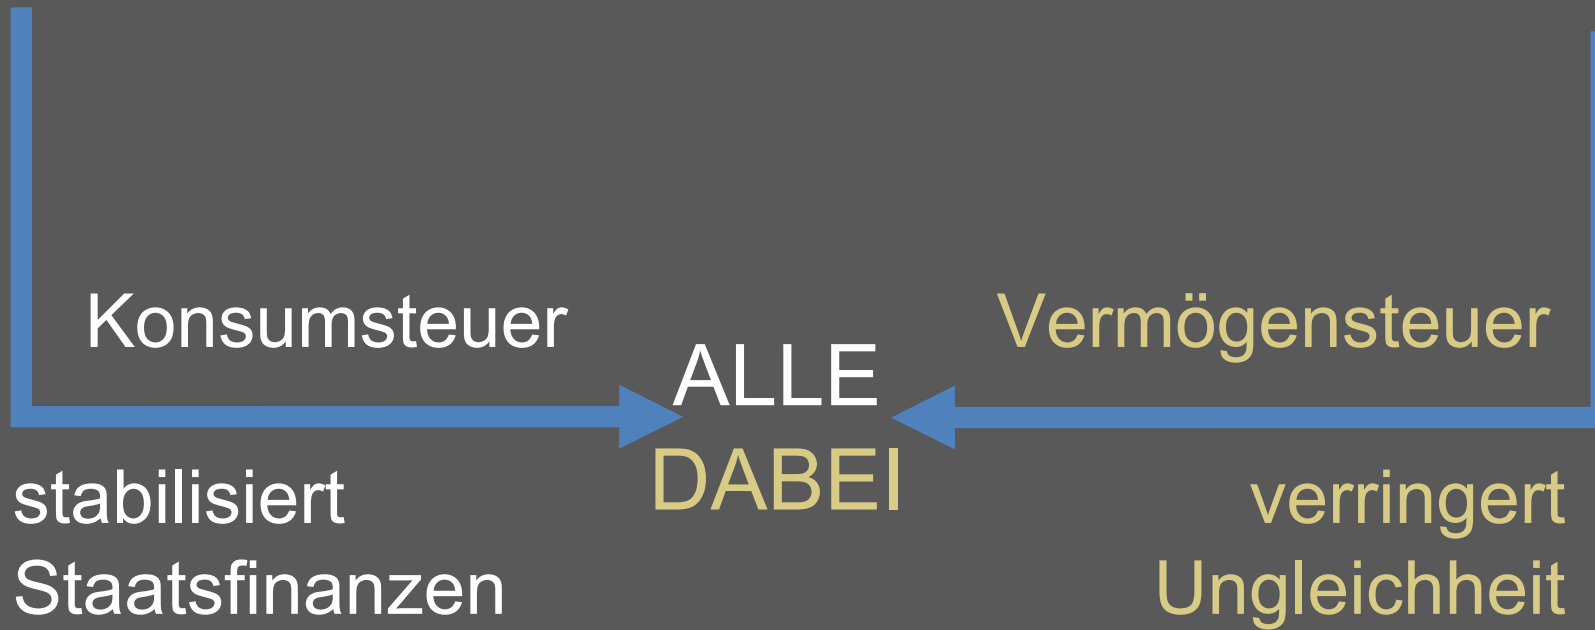 Konsumsteuer
Vermögensteuer
ALLE
DABEI
stabilisiert
Staatsfinanzen
verringert
Ungleichheit